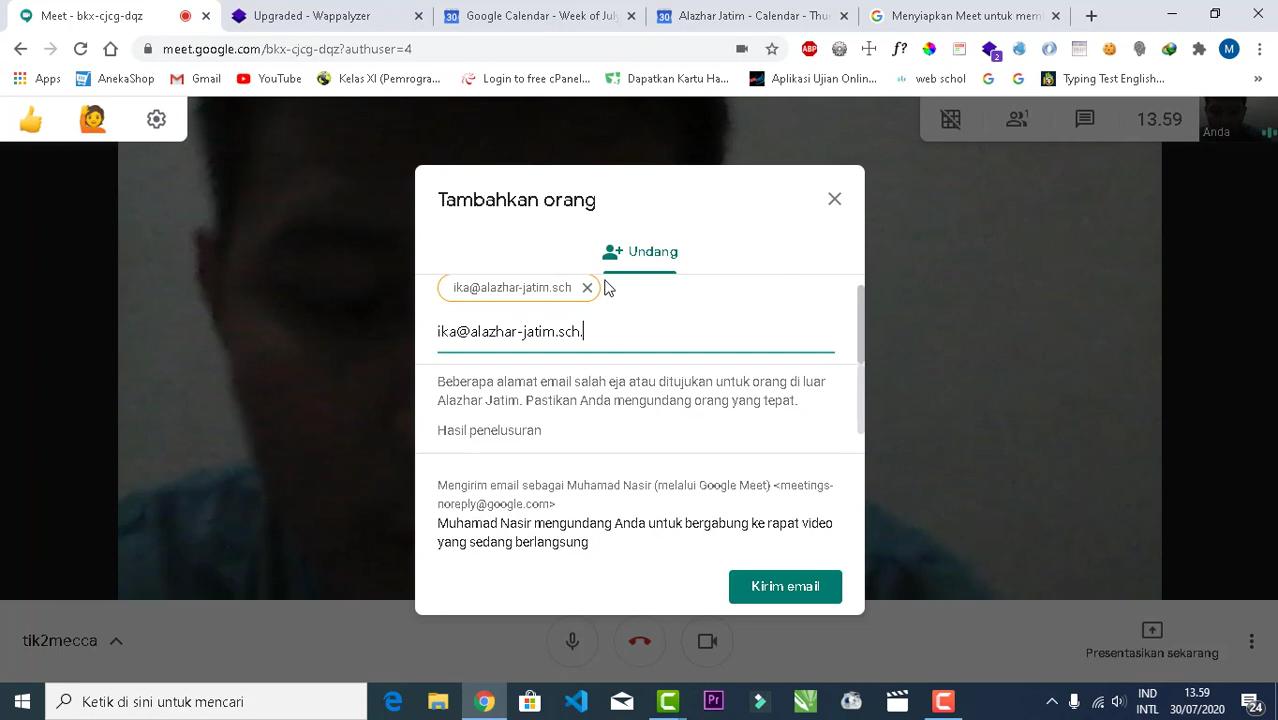 Meet - bkx-cjcg-dqz
Upgraded - Wappalyzer
Google Calendar - Week of July
Alazhar Jatim - Calendar - Thu
Menyiapkan Meet untuk mem
meet.google.com/bkx-cjcg-dqz?authuser=4
ABP
f?
2
M
Apps
AnekaShop
Gmail
YouTube
Kelas XI (Pemrogra...
Login to free cPanel...
Dapatkan Kartu Ha...
Aplikasi Ujian Onlin...
web schol
Typing Test English...
»
13.59
Anda
Tambahkan orang
Undang
ika@alazhar-jatim.sch
ika@alazhar-jatim.sch.
Beberapa alamat email salah eja atau ditujukan untuk orang di luar
Alazhar Jatim. Pastikan Anda mengundang orang yang tepat.
Hasil penelusuran
Mengirim email sebagai Muhamad Nasir (melalui Google Meet) <meetings-
noreply@google.com>
Muhamad Nasir mengundang Anda untuk bergabung ke rapat video
yang sedang berlangsung
Kirim email
tik2mecca
Presentasikan sekarang
Ketik di sini untuk mencari
Pr
IND
INTL
13.59
30/07/2020
24